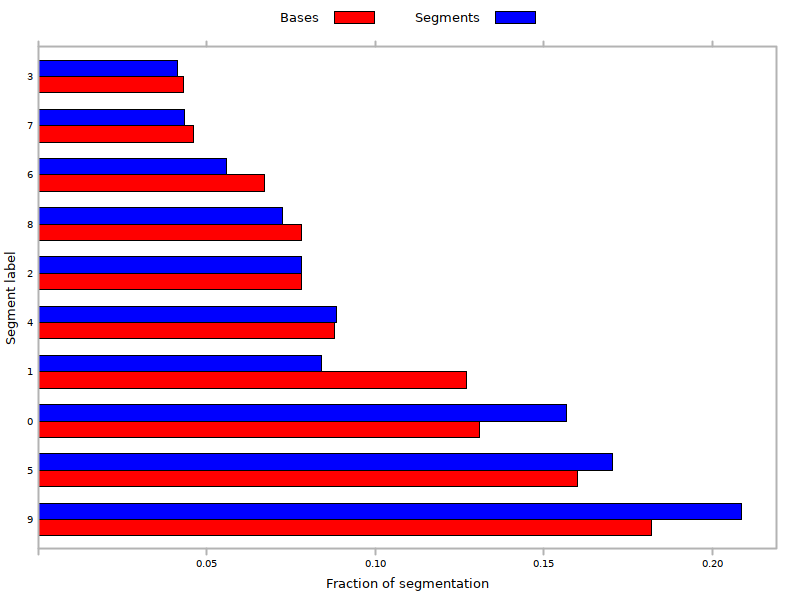 Bases Segments
3
7
6
8
2
4
1
0
5
9
Segment label
0.05 0.10 0.15 0.20
Fraction of segmentation